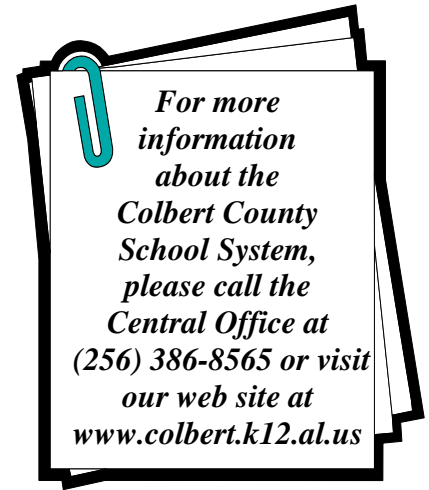 For more
information
about the
Colbert County
School System,
please call the
Central Office at
(256) 386-8565 or visit
our web site at
www.colbert.k12.al.us